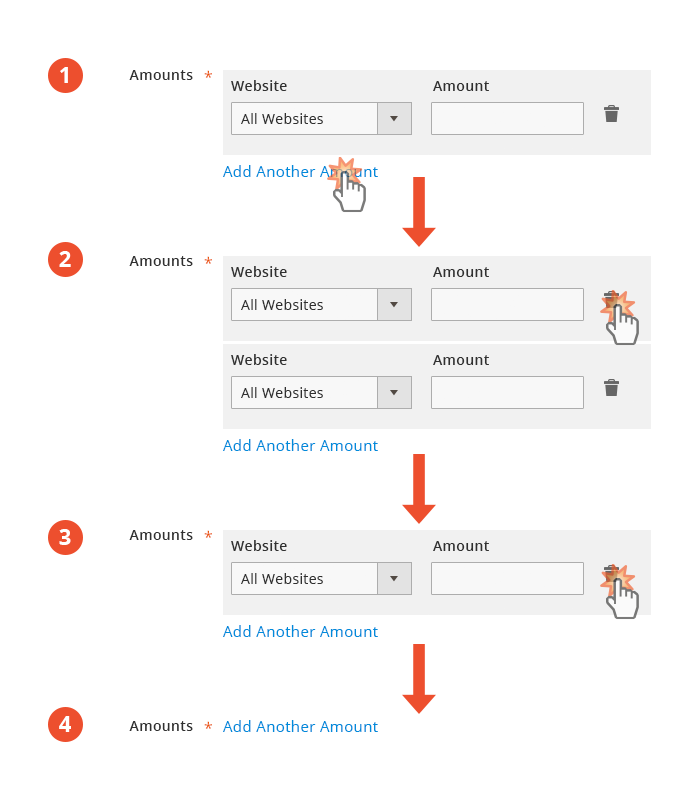 1 Amounts *
Website Amount
All Websites
Add Another Amount
2 Amounts *
Website Amount
All Websites
Website Amount
All Websites
Add Another Amount
3 Amounts *
Website Amount
All Websites
Add Another Amount
4 Amounts * Add Another Amount